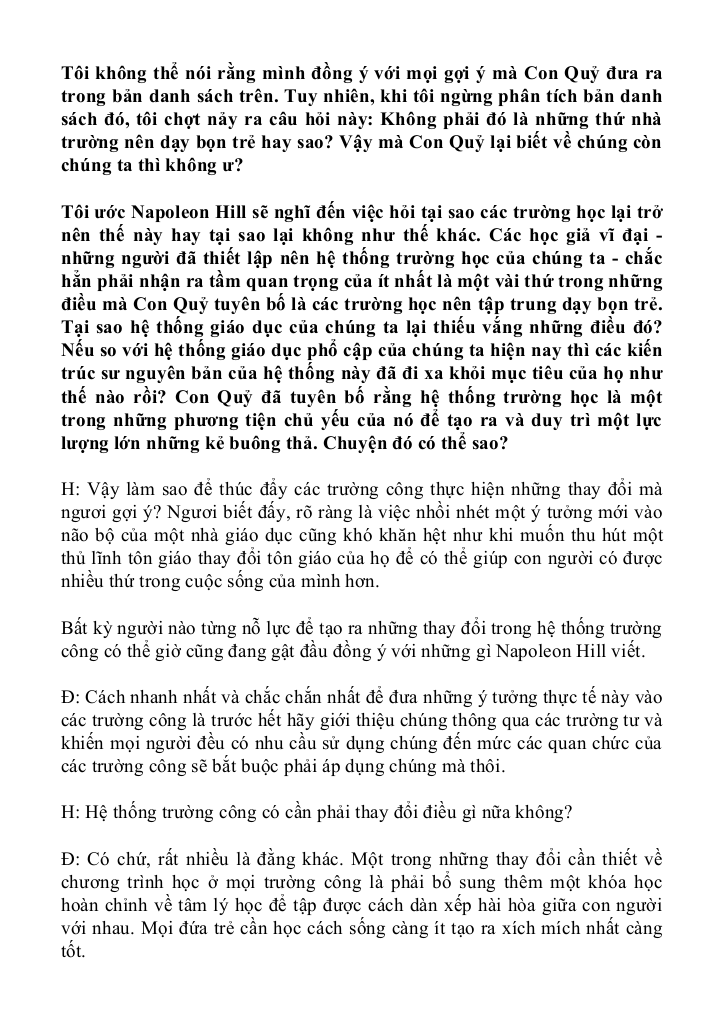 Tôi không thể nói rằng mình đồng ý với mọi gợi ý mà Con Quỷ đưa ra
trong bản danh sách trên. Tuy nhiên, khi tôi ngừng phân tích bản danh
sách đó, tôi chợt nảy ra câu hỏi này: Không phải đó là những thứ nhà
trường nên dạy bọn trẻ hay sao? Vậy mà Con Quỷ lại biết về chúng còn
chúng ta thì không ư?
Tôi ước Napoleon Hill sẽ nghĩ đến việc hỏi tại sao các trường học lại trở
nên thế này hay tại sao lại không như thế khác. Các học giả vĩ đại -
những người đã thiết lập nên hệ thống trường học của chúng ta - chắc
hẳn phải nhận ra tầm quan trọng của ít nhất là một vài thứ trong những
điều mà Con Quỷ tuyên bố là các trường học nên tập trung dạy bọn trẻ.
Tại sao hệ thống giáo dục của chúng ta lại thiếu vắng những điều đó?
Nếu so với hệ thống giáo dục phổ cập của chúng ta hiện nay thì các kiến
trúc sư nguyên bản của hệ thống này đã đi xa khỏi mục tiêu của họ như
thế nào rồi? Con Quỷ đã tuyên bố rằng hệ thống trường học là một
trong những phương tiện chủ yếu của nó để tạo ra và duy trì một lực
lượng lớn những kẻ buông thả. Chuyện đó có thể sao?
H: Vậy làm sao để thúc đẩy các trường công thực hiện những thay đổi mà
ngươi gợi ý? Ngươi biết đấy, rõ ràng là việc nhồi nhét một ý tưởng mới vào
não bộ của một nhà giáo dục cũng khó khăn hệt như khi muốn thu hút một
thủ lĩnh tôn giáo thay đổi tôn giáo của họ để có thể giúp con người có được
nhiều thứ trong cuộc sống của mình hơn.
Bất kỳ người nào từng nỗ lực để tạo ra những thay đổi trong hệ thống trường
công có thể giờ cũng đang gật đầu đồng ý với những gì Napoleon Hill viết.
Đ: Cách nhanh nhất và chắc chắn nhất để đưa những ý tưởng thực tế này vào
các trường công là trước hết hãy giới thiệu chúng thông qua các trường tư và
khiến mọi người đều có nhu cầu sử dụng chúng đến mức các quan chức của
các trường công sẽ bắt buộc phải áp dụng chúng mà thôi.
H: Hệ thống trường công có cần phải thay đổi điều gì nữa không?
Đ: Có chứ, rất nhiều là đằng khác. Một trong những thay đổi cần thiết về
chương trình học ở mọi trường công là phải bổ sung thêm một khóa học
hoàn chỉnh về tâm lý học để tập được cách dàn xếp hài hòa giữa con người
với nhau. Mọi đứa trẻ cần học cách sống càng ít tạo ra xích mích nhất càng
tốt.